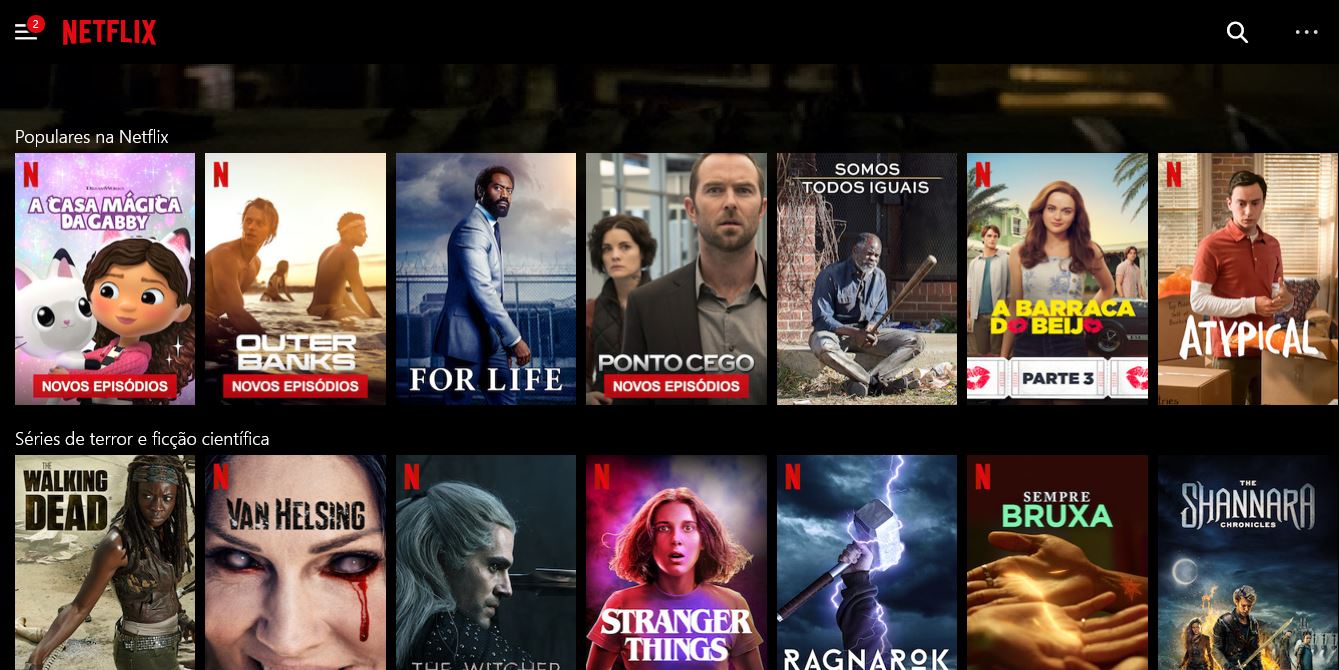 2
NETFLIX
Populares na Netflix
N
DREAMWORKS
A CASA MÁGICA
DA GABBY
NOVOS EPISÓDIOS
N
OUTER
BANKS
NOVOS EPISÓDIOS
FOR LIFE
PONTO CEGO
NOVOS EPISÓDIOS
SOMOS
TODOS IGUAIS
N
A BARRACA
DO BEIJO
PARTE 3
N
ATYPICAL
Séries de terror e ficção científica
THE
WALKING
DEAD
N
VAN HELSING
N
THE WITCHER
N
STRANGER
THINGS
N
RAGNAROK
N
SEMPRE
BRUXA
THE
SHANNARA
CHRONICLES